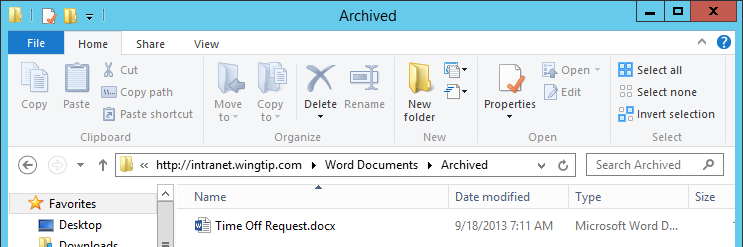 Archived
File Home Share View
Copy Paste Cut Copy path Paste shortcut
Clipboard
Move to Copy to Delete Rename
Organize
New folder
New
Properties Open Edit
Open
Select all Select none Invert selection
Select
http://intranet.wingtip.com Word Documents Archived Search Archived
Favorites Name Date modified Type Size
Desktop Time Off Request.docx 9/18/2013 7:11 AM Microsoft Word D...
Downloads